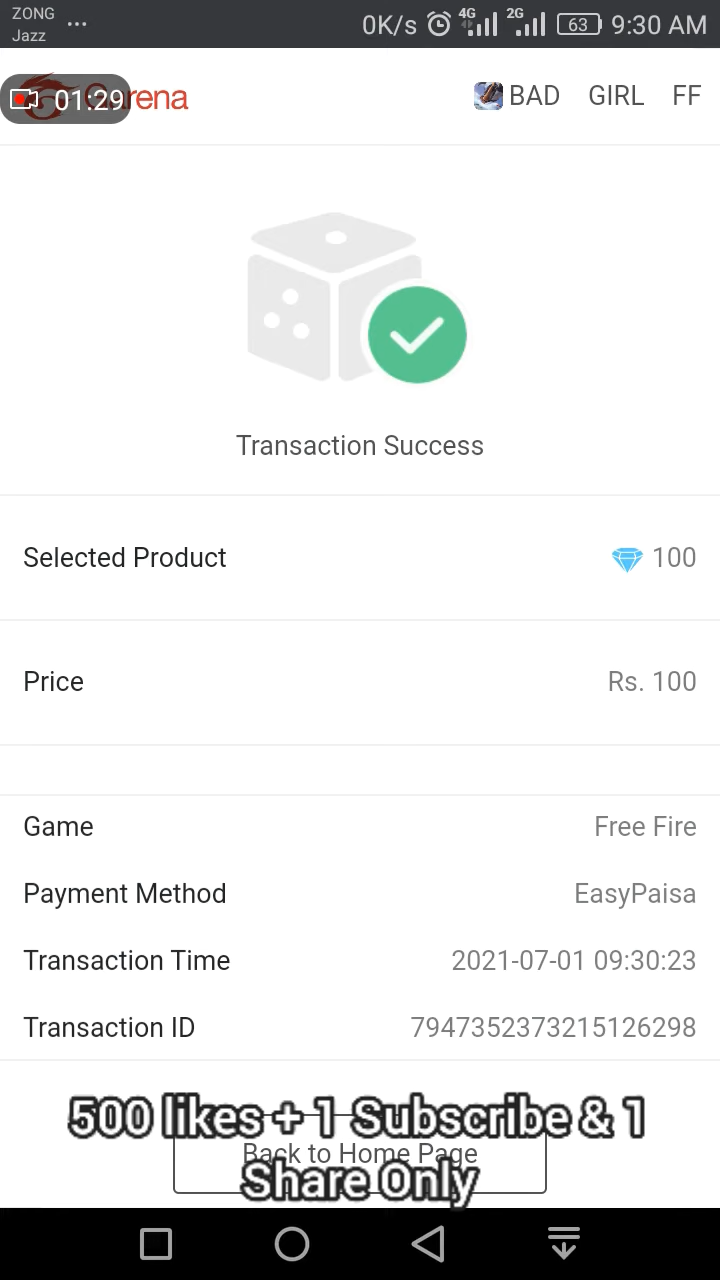 ZONG ...
Jazz
0K/s 4G 2G 63 9:30 AM
01:29 rena
BAD GIRL FF
Transaction Success
Selected Product 100
Price Rs. 100
Game Free Fire
Payment Method EasyPaisa
Transaction Time 2021-07-01 09:30:23
Transaction ID 7947352373215126298
500 likes + 1 Subscribe & 1
Back to Home Page
Share Only